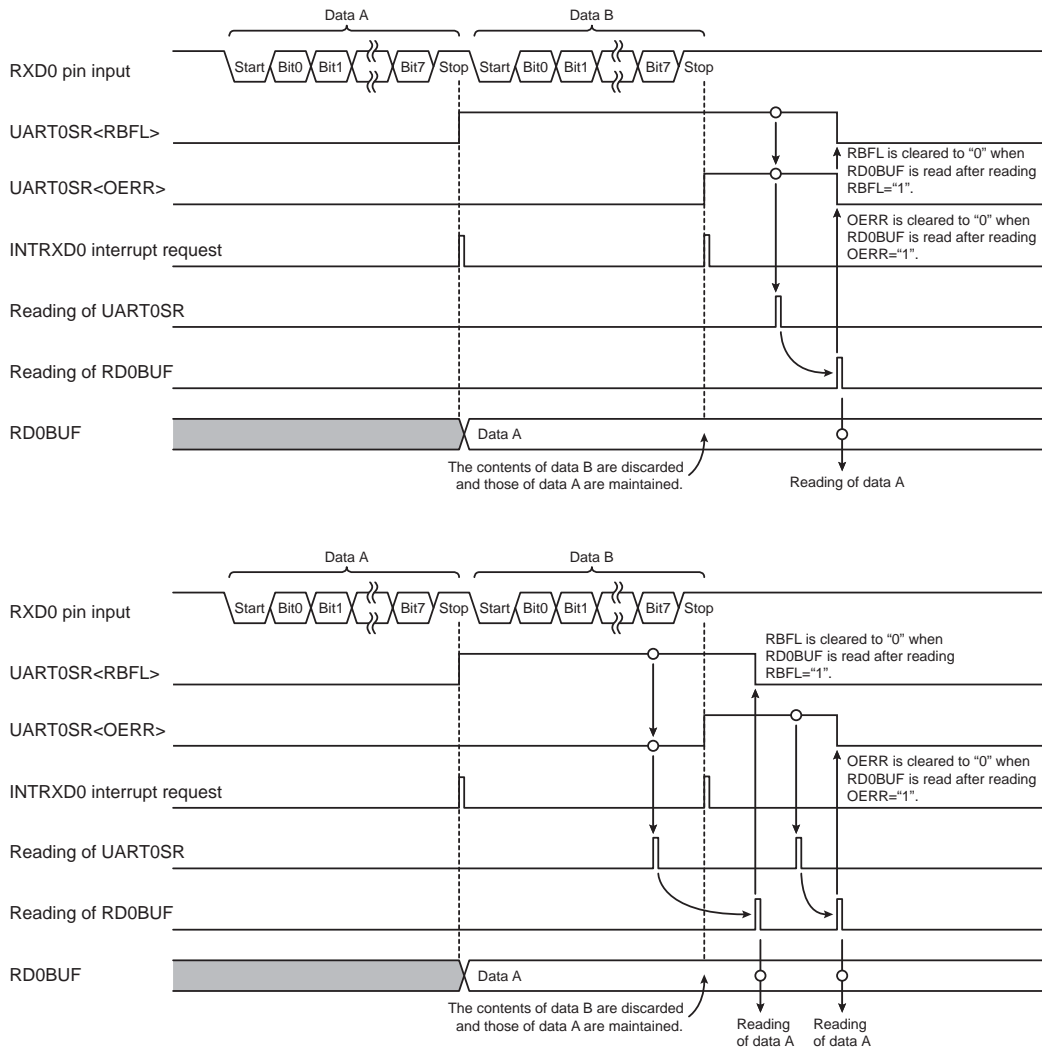 Data A Data B
RXD0 pin input Start Bit0 Bit1 Bit7 Stop Start Bit0 Bit1 Bit7 Stop
UART0SR<RBFL>
RBFL is cleared to “0” when
RD0BUF is read after reading
RBFL=“1”.
UART0SR<OERR>
OERR is cleared to “0” when
RD0BUF is read after reading
OERR=“1”.
INTRXD0 interrupt request
Reading of UART0SR
Reading of RD0BUF
RD0BUF Data A
The contents of data B are discarded
and those of data A are maintained.
Reading of data A
Data A Data B
RXD0 pin input Start Bit0 Bit1 Bit7 Stop Start Bit0 Bit1 Bit7 Stop
RBFL is cleared to “0” when
RD0BUF is read after reading
RBFL=“1”.
UART0SR<RBFL>
UART0SR<OERR>
OERR is cleared to “0” when
RD0BUF is read after reading
OERR=“1”.
INTRXD0 interrupt request
Reading of UART0SR
Reading of RD0BUF
RD0BUF Data A
The contents of data B are discarded
and those of data A are maintained.
Reading
of data A
Reading
of data A